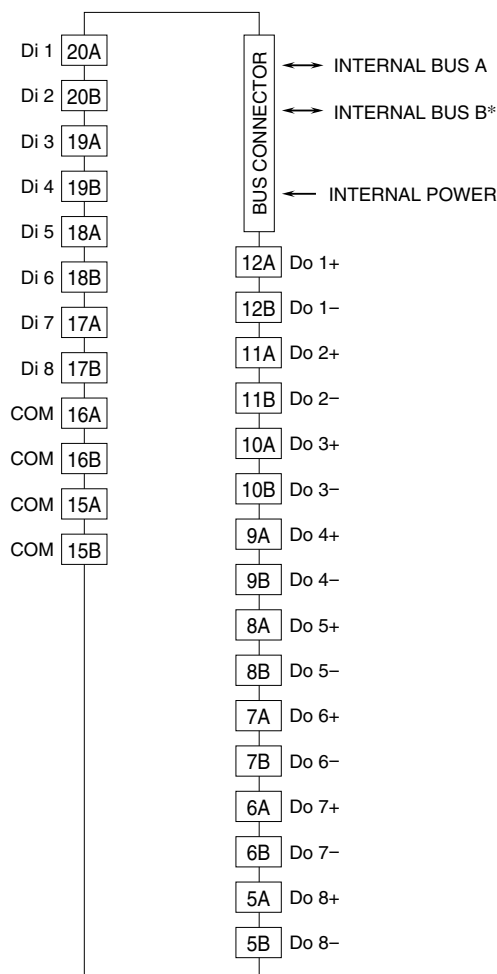 Di 1 20A
Di 2 20B
Di 3 19A
Di 4 19B
Di 5 18A
Di 6 18B
Di 7 17A
Di 8 17B
COM 16A
COM 16B
COM 15A
COM 15B
BUS CONNECTOR
INTERNAL BUS A
INTERNAL BUS B*
INTERNAL POWER
12A Do 1+
12B Do 1−
11A Do 2+
11B Do 2−
10A Do 3+
10B Do 3−
9A Do 4+
9B Do 4−
8A Do 5+
8B Do 5−
7A Do 6+
7B Do 6−
6A Do 7+
6B Do 7−
5A Do 8+
5B Do 8−